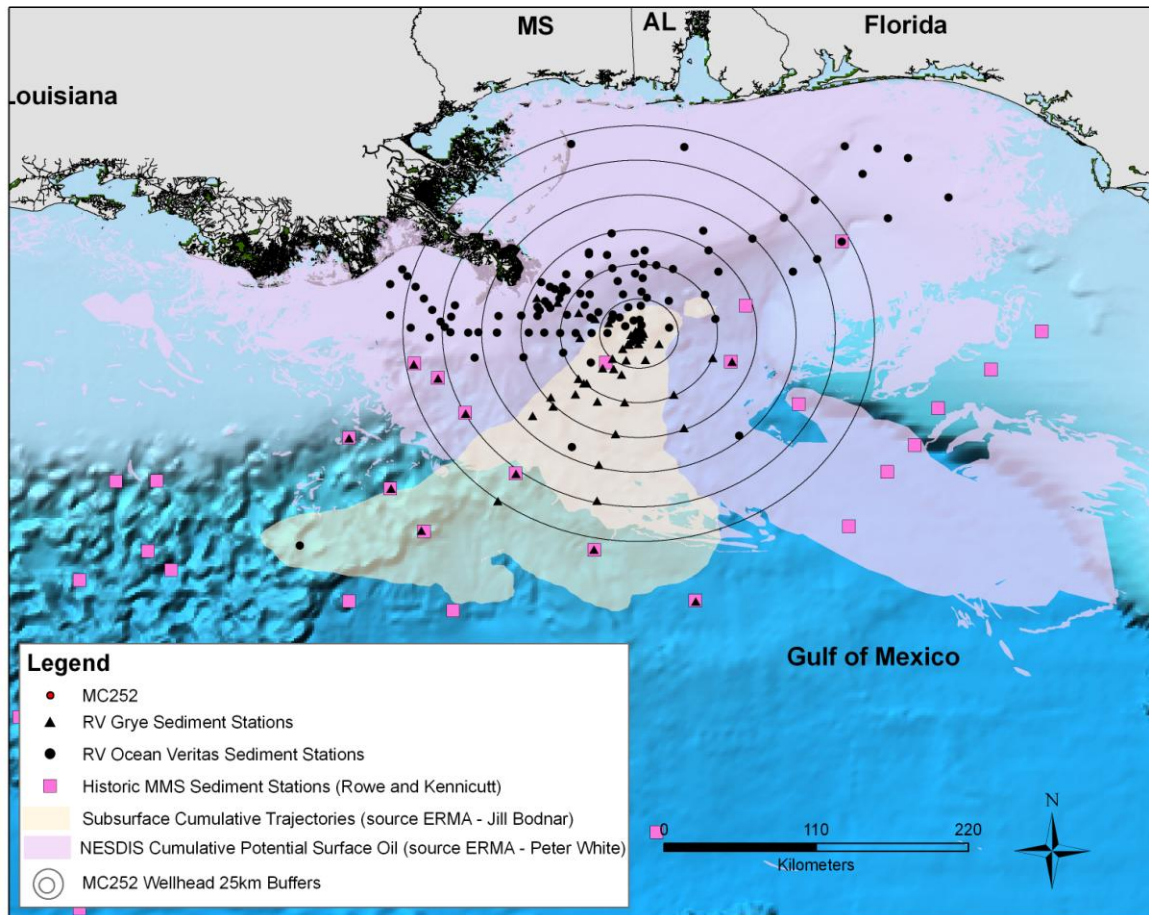 MS
AL
Florida
Louisiana
Gulf of Mexico
Legend
MC252
RV Grye Sediment Stations
RV Ocean Veritas Sediment Stations
Historic MMS Sediment Stations (Rowe and Kennicutt)
Subsurface Cumulative Trajectories (source ERMA - Jill Bodnar)
NESDIS Cumulative Potential Surface Oil (source ERMA - Peter White)
MC252 Wellhead 25km Buffers
0 110 220
Kilometers
N